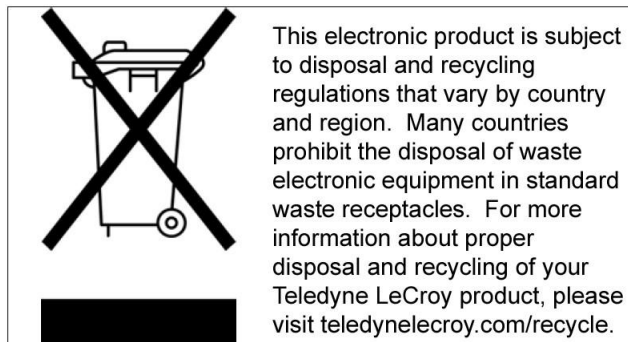 This electronic product is subject
to disposal and recycling
regulations that vary by country
and region.  Many countries
prohibit the disposal of waste
electronic equipment in standard
waste receptacles.  For more
information about proper
disposal and recycling of your
Teledyne LeCroy product, please
visit teledynelecroy.com/recycle.